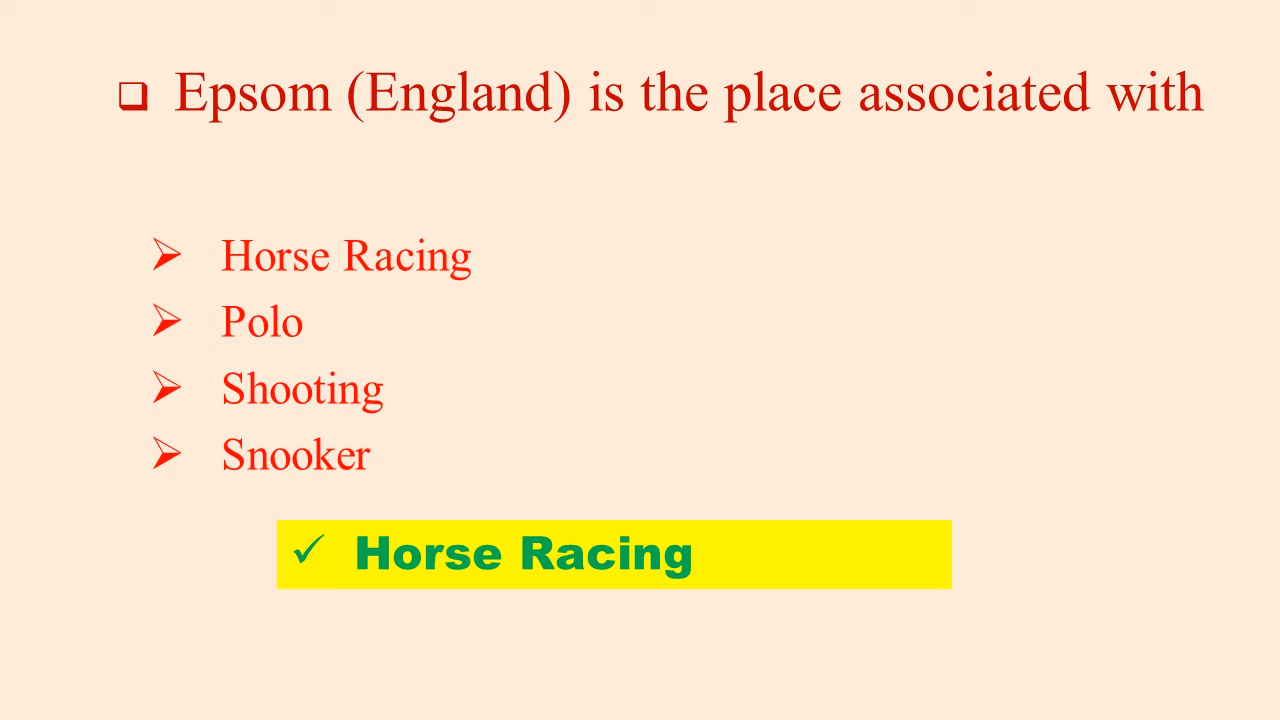 ❑ Epsom (England) is the place associated with
➢ Horse Racing
➢ Polo
➢ Shooting
➢ Snooker
✓ Horse Racing